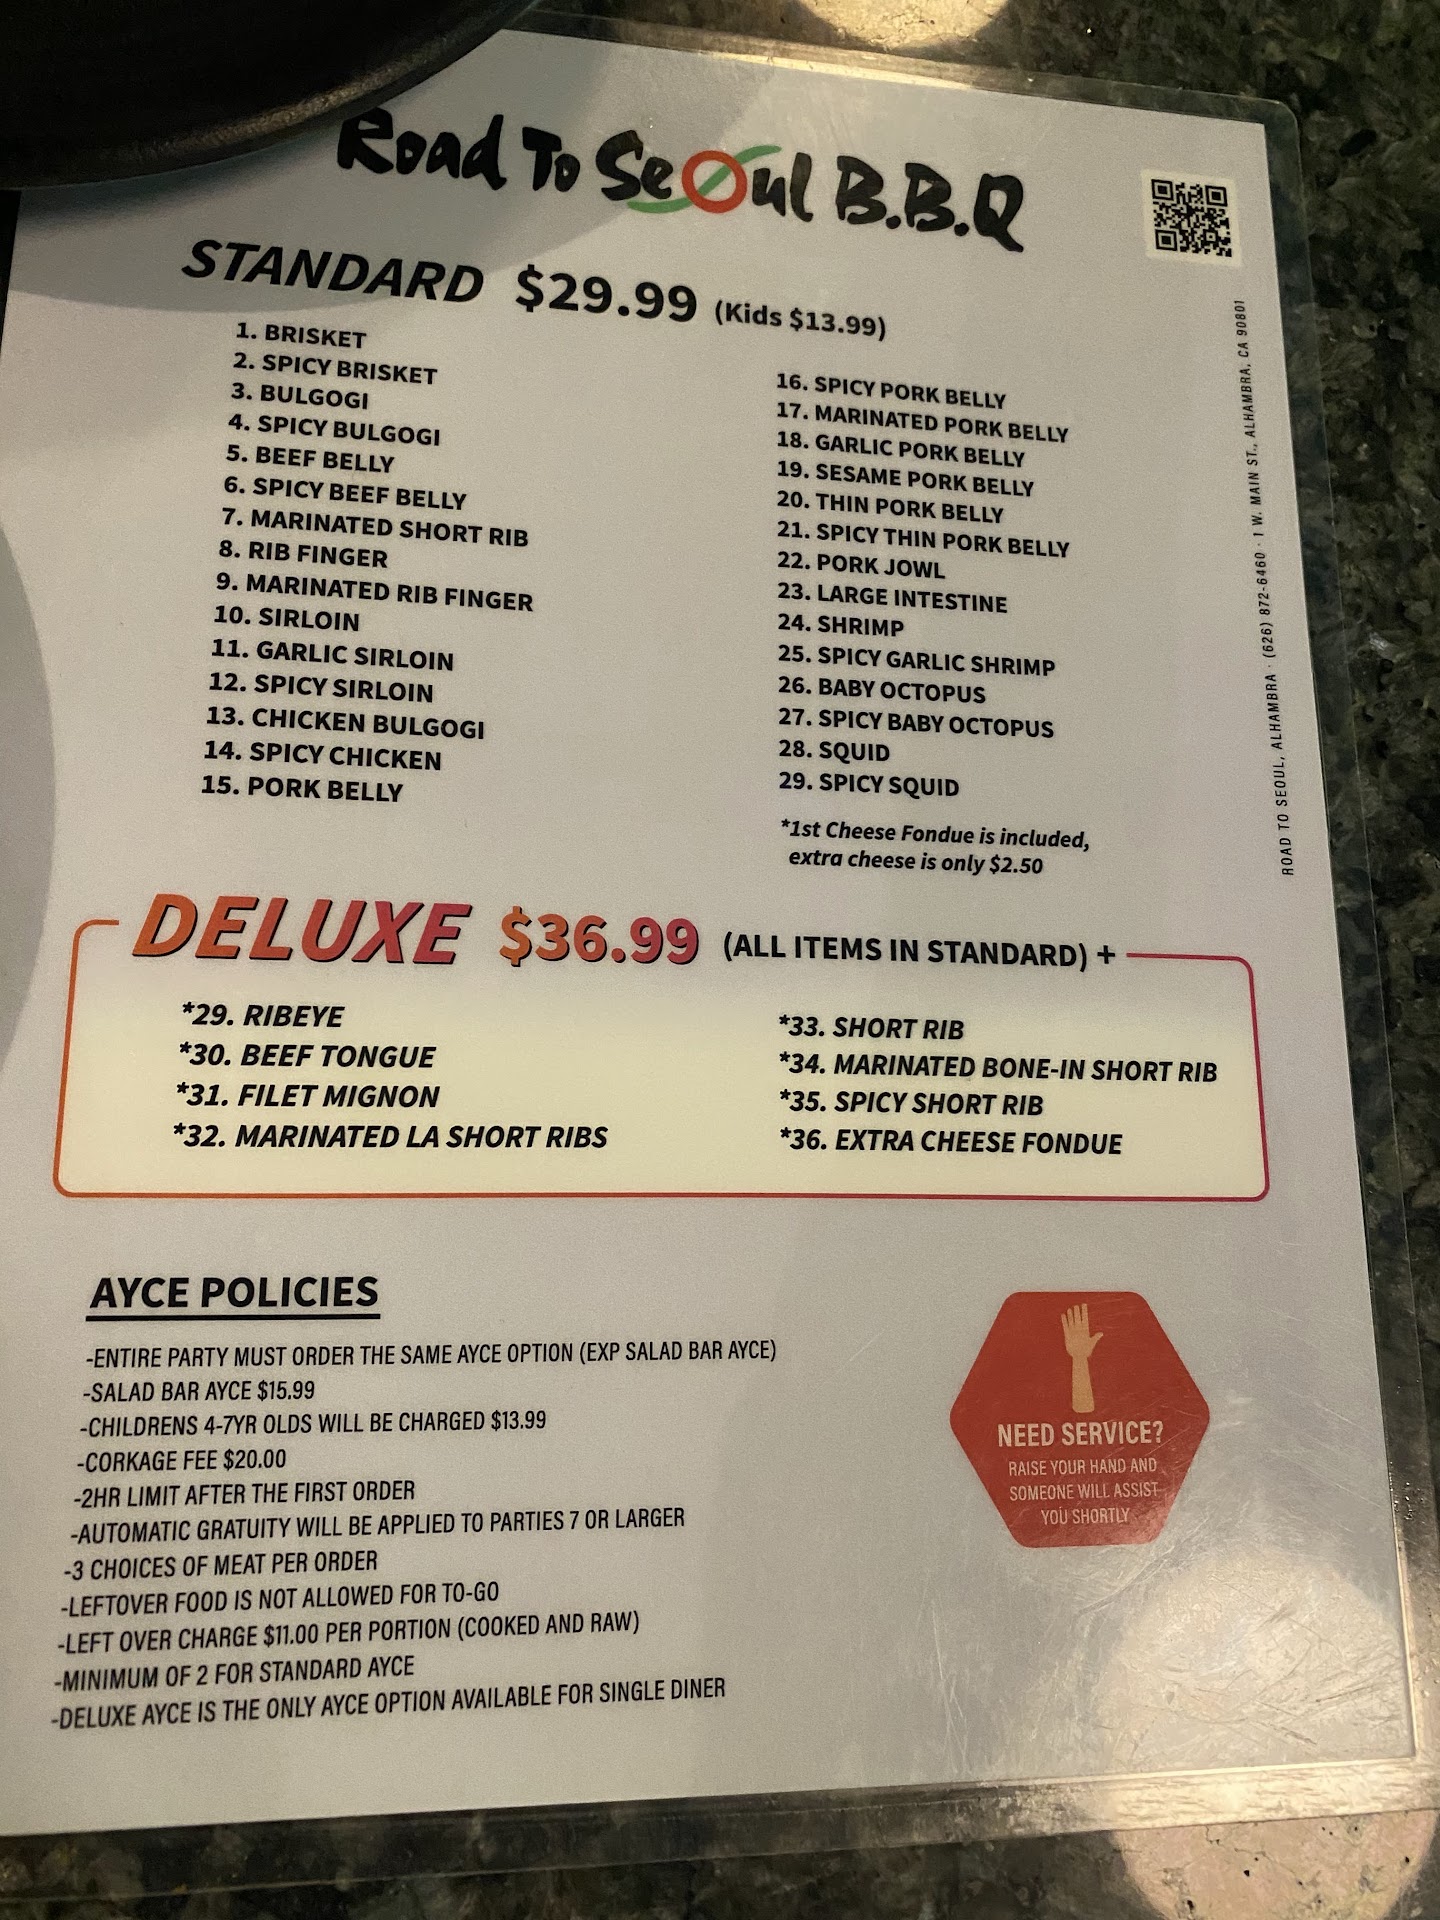 Road To Seoul B.B.Q
STANDARD $29.99 (Kids $13.99)
1. BRISKET
2. SPICY BRISKET
3. BULGOGI
4. SPICY BULGOGI
5. BEEF BELLY
6. SPICY BEEF BELLY
7. MARINATED SHORT RIB
8. RIB FINGER
9. MARINATED RIB FINGER
10. SIRLOIN
11. GARLIC SIRLOIN
12. SPICY SIRLOIN
13. CHICKEN BULGOGI
14. SPICY CHICKEN
15. PORK BELLY
16. SPICY PORK BELLY
17. MARINATED PORK BELLY
18. GARLIC PORK BELLY
19. SESAME PORK BELLY
20. THIN PORK BELLY
21. SPICY THIN PORK BELLY
22. PORK JOWL
23. LARGE INTESTINE
24. SHRIMP
25. SPICY GARLIC SHRIMP
26. BABY OCTOPUS
27. SPICY BABY OCTOPUS
28. SQUID
29. SPICY SQUID
*1st Cheese Fondue is included,
extra cheese is only $2.50
ROAD TO SEOUL, ALHAMBRA · (626) 872-6460 · 1 W. MAIN ST., ALHAMBRA, CA 90801
DELUXE $36.99 (ALL ITEMS IN STANDARD) +
*29. RIBEYE
*30. BEEF TONGUE
*31. FILET MIGNON
*32. MARINATED LA SHORT RIBS
*33. SHORT RIB
*34. MARINATED BONE-IN SHORT RIB
*35. SPICY SHORT RIB
*36. EXTRA CHEESE FONDUE
AYCE POLICIES
-ENTIRE PARTY MUST ORDER THE SAME AYCE OPTION (EXP SALAD BAR AYCE)
-SALAD BAR AYCE $15.99
-CHILDRENS 4-7YR OLDS WILL BE CHARGED $13.99
-CORKAGE FEE $20.00
-2HR LIMIT AFTER THE FIRST ORDER
-AUTOMATIC GRATUITY WILL BE APPLIED TO PARTIES 7 OR LARGER
-3 CHOICES OF MEAT PER ORDER
-LEFTOVER FOOD IS NOT ALLOWED FOR TO-GO
-LEFT OVER CHARGE $11.00 PER PORTION (COOKED AND RAW)
-MINIMUM OF 2 FOR STANDARD AYCE
-DELUXE AYCE IS THE ONLY AYCE OPTION AVAILABLE FOR SINGLE DINER
NEED SERVICE?
RAISE YOUR HAND AND
SOMEONE WILL ASSIST
YOU SHORTLY